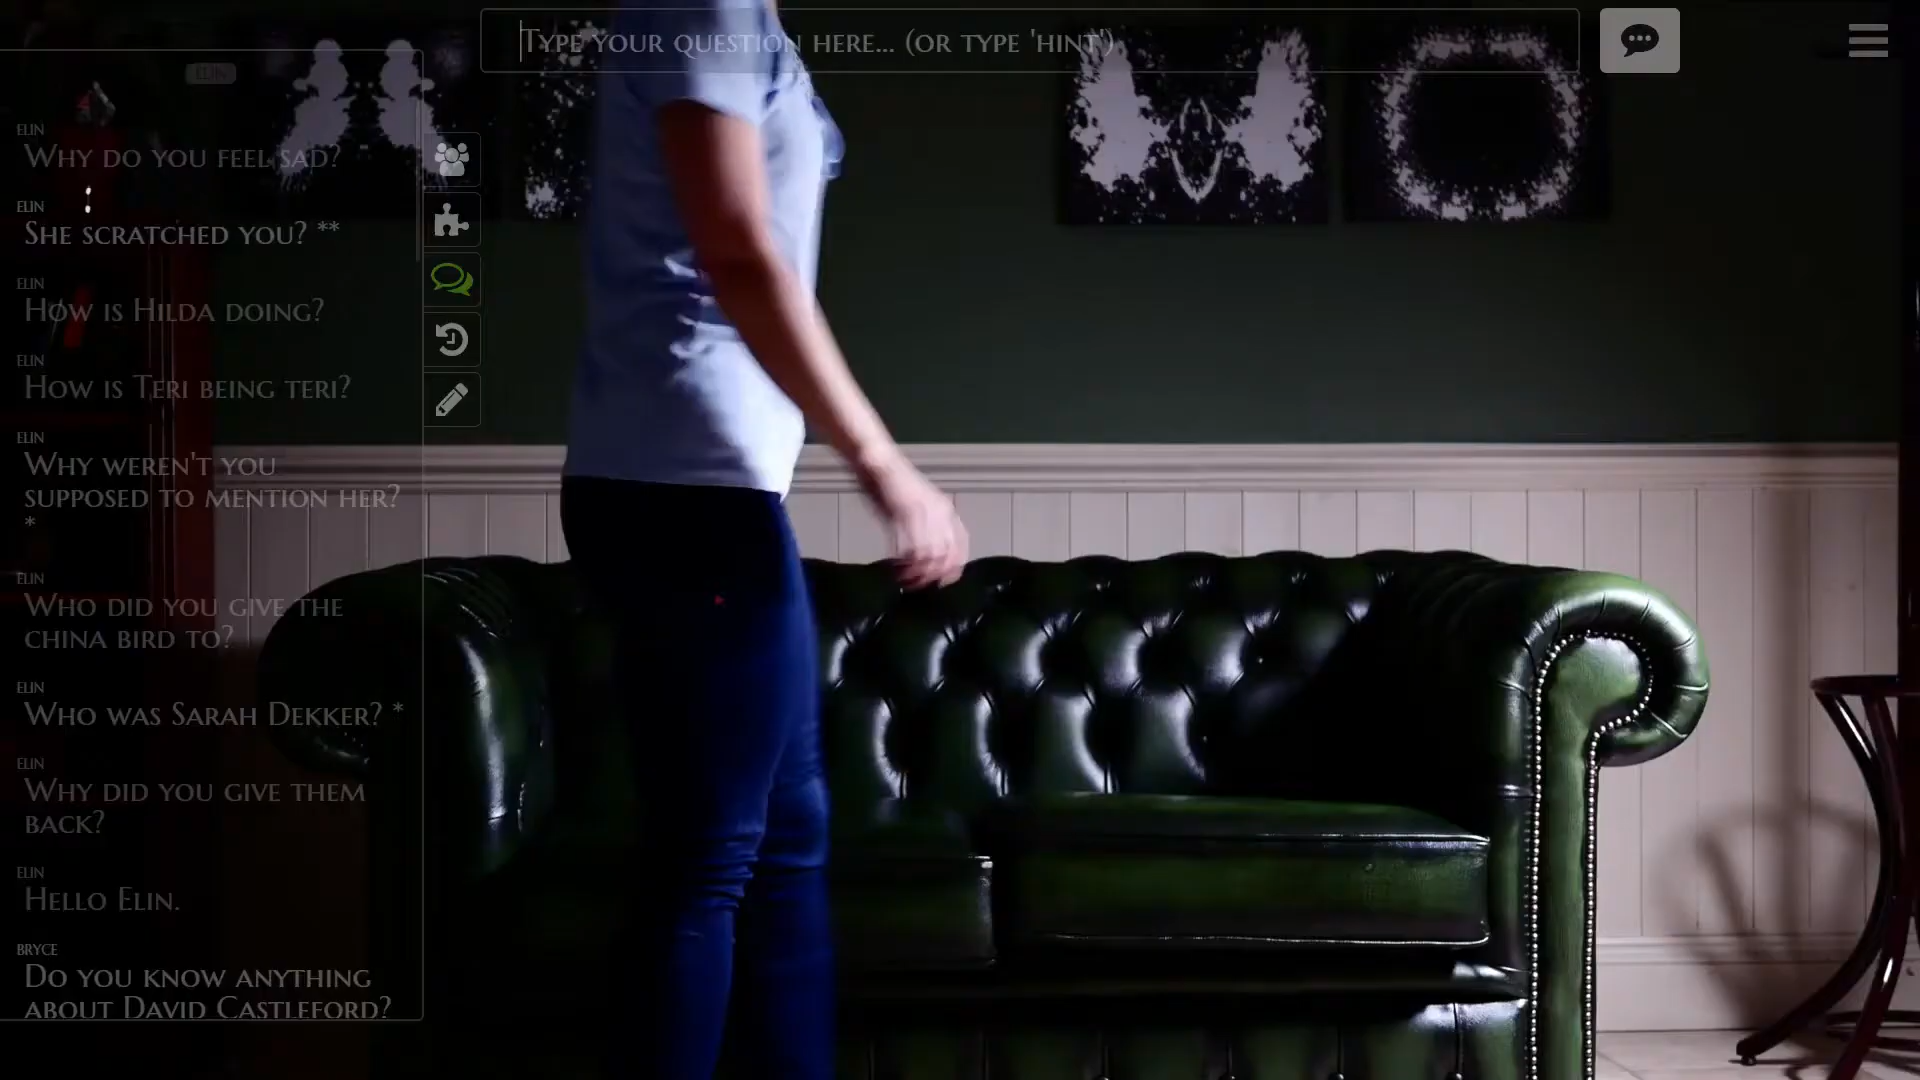 Type your question here... (or type 'hint')
Elin
Elin
Why do you feel sad?
Elin
She scratched you? **
Elin
How is Hilda doing?
Elin
How is Teri being teri?
Elin
Why weren't you
supposed to mention her?
*
Elin
Who did you give the
china bird to?
Elin
Who was Sarah Dekker? *
Elin
Why did you give them
back?
Elin
Hello Elin.
Bryce
Do you know anything
about David Castleford?